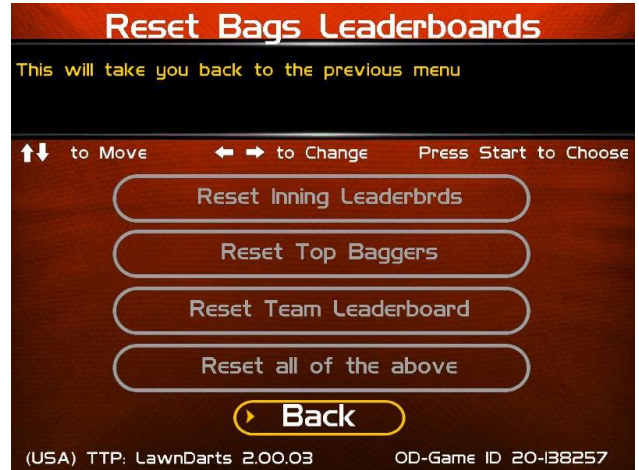 Reset Bags Leaderboards
This will take you back to the previous menu
↑↓ to Move ← → to Change Press Start to Choose
Reset Inning Leaderbrds
Reset Top Baggers
Reset Team Leaderboard
Reset all of the above
Back
(USA) TTP: LawnDarts 2.00.03 OD-Game ID 20-138257